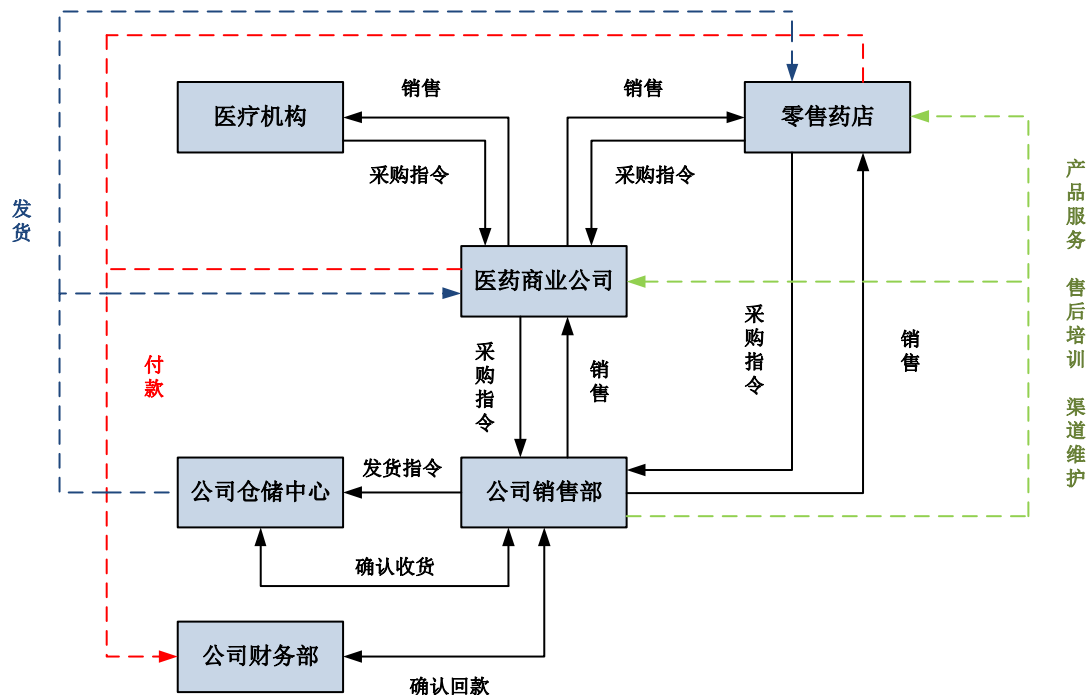 销售
销售
医疗机构
零售药店
采购指令
采购指令
发货
产品服务 售后培训 渠道维护
医药商业公司
采购指令
销售
采购指令
销售
付款
公司仓储中心
发货指令
公司销售部
确认收货
公司财务部
确认回款